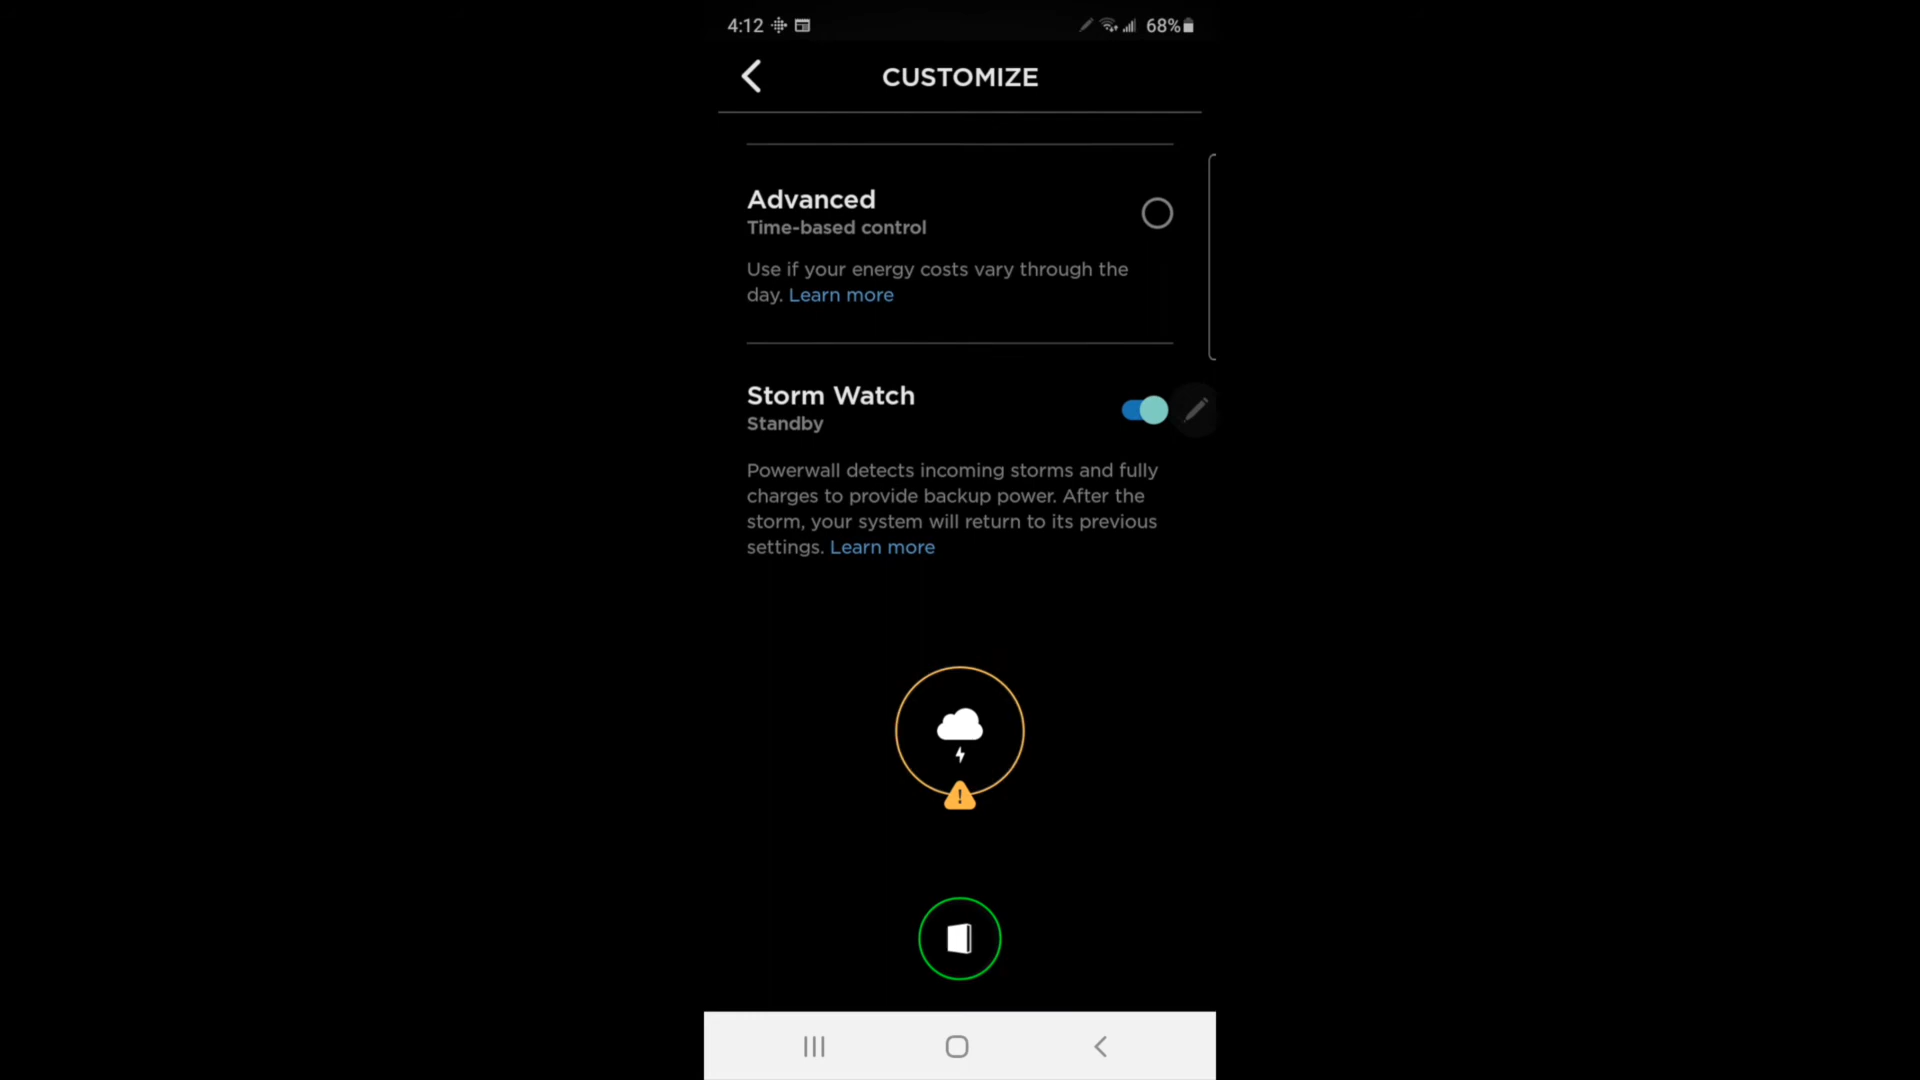 4:12
68%
CUSTOMIZE
Advanced
Time-based control
Use if your energy costs vary through the
day. Learn more
Storm Watch
Standby
Powerwall detects incoming storms and fully
charges to provide backup power. After the
storm, your system will return to its previous
settings. Learn more
!